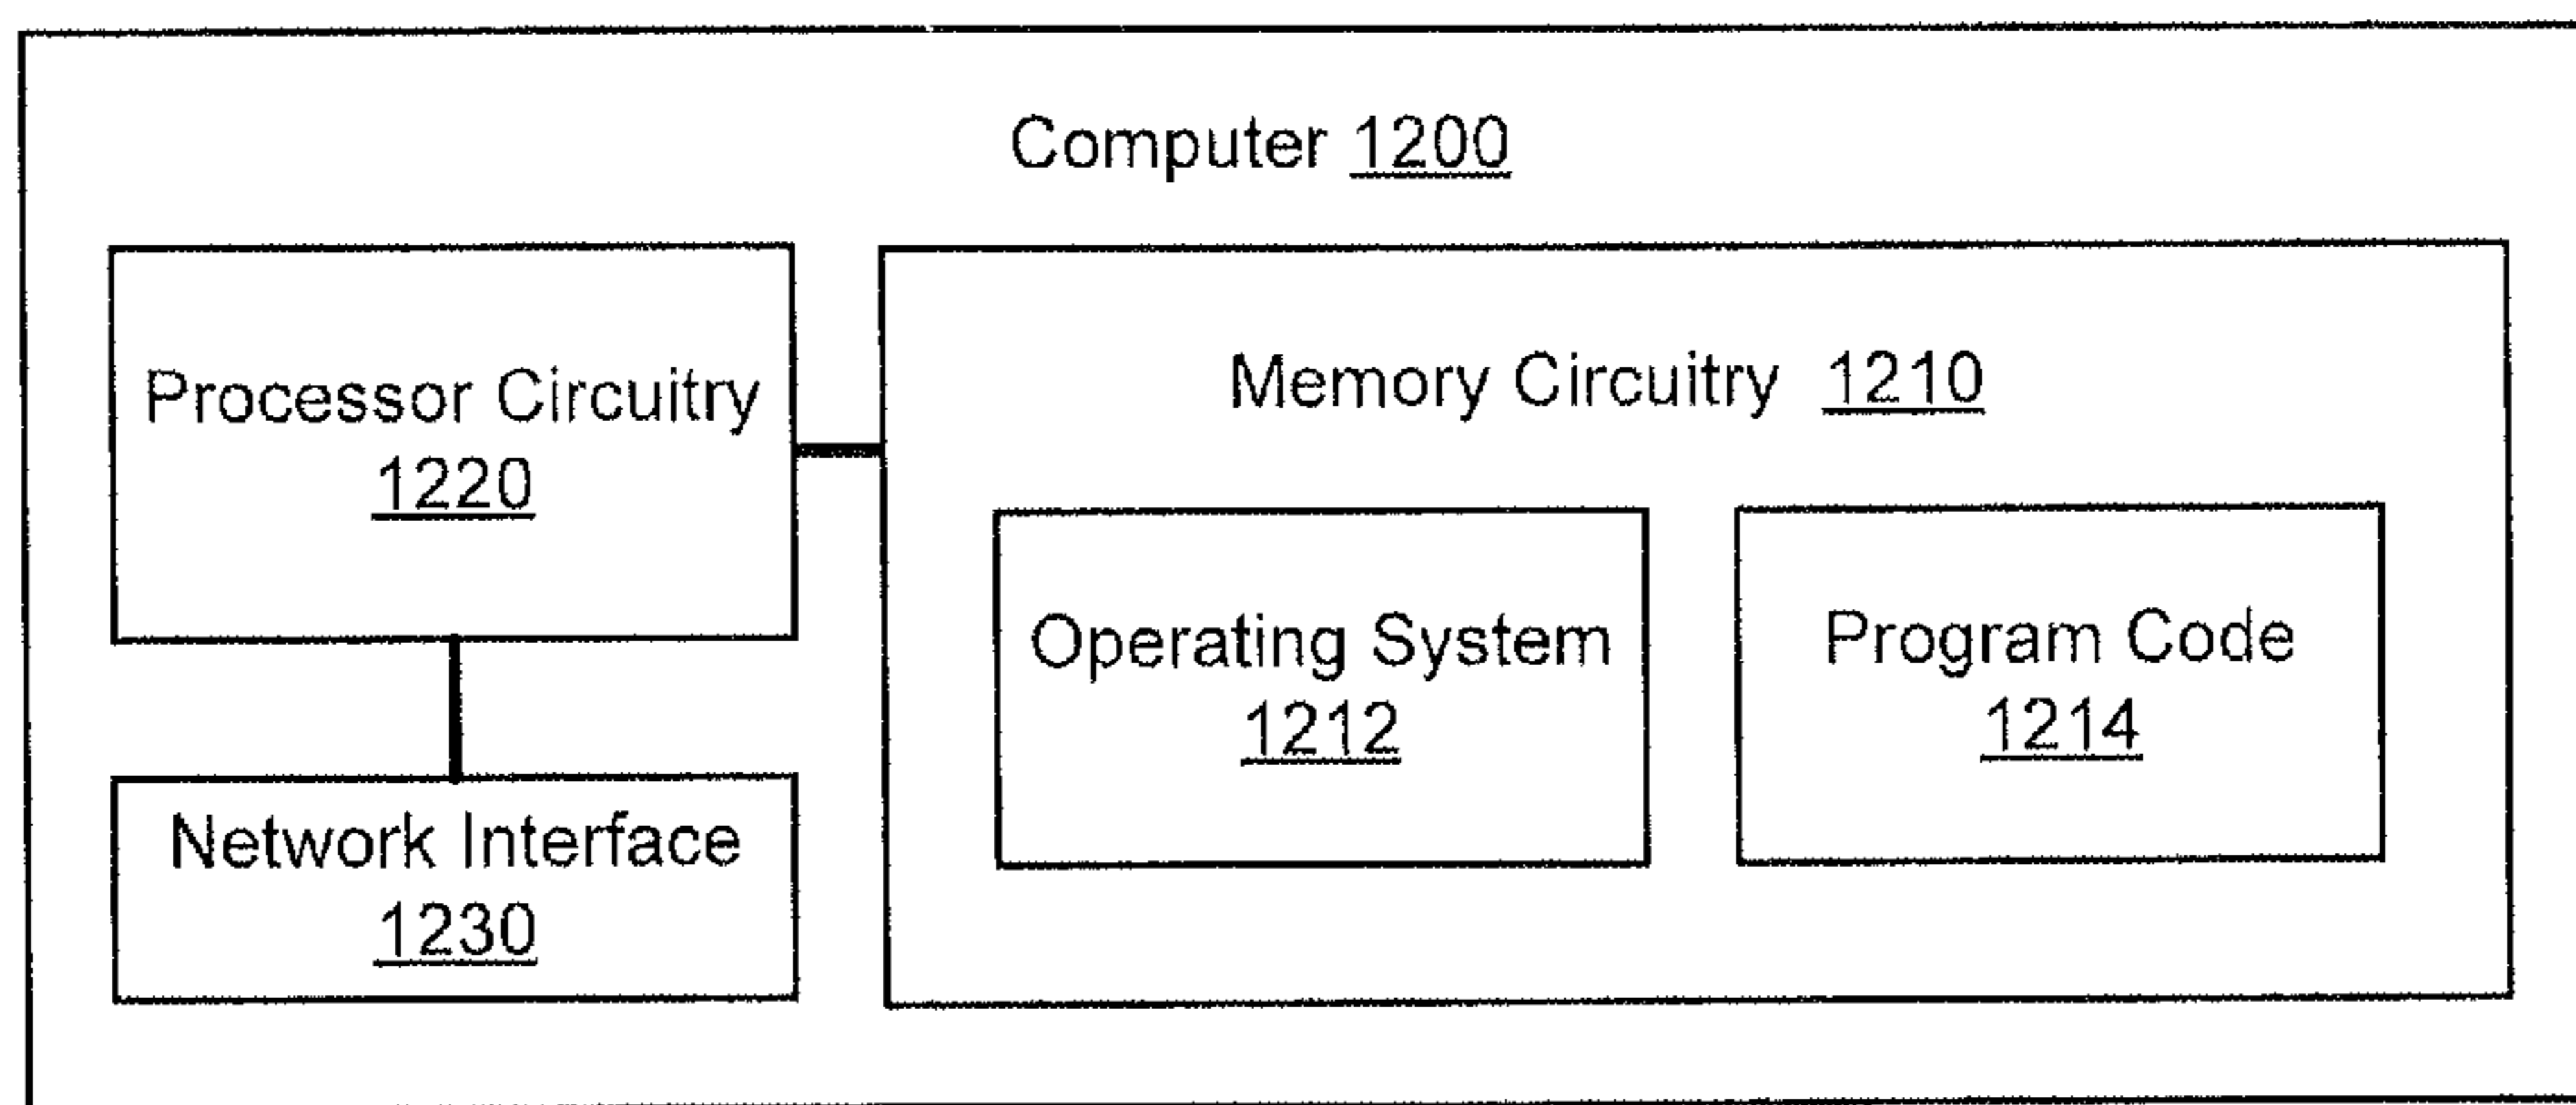 Computer 1200
Processor Circuitry
1220
Memory Circuitry 1210
Operating System
1212
Program Code
1214
Network Interface
1230